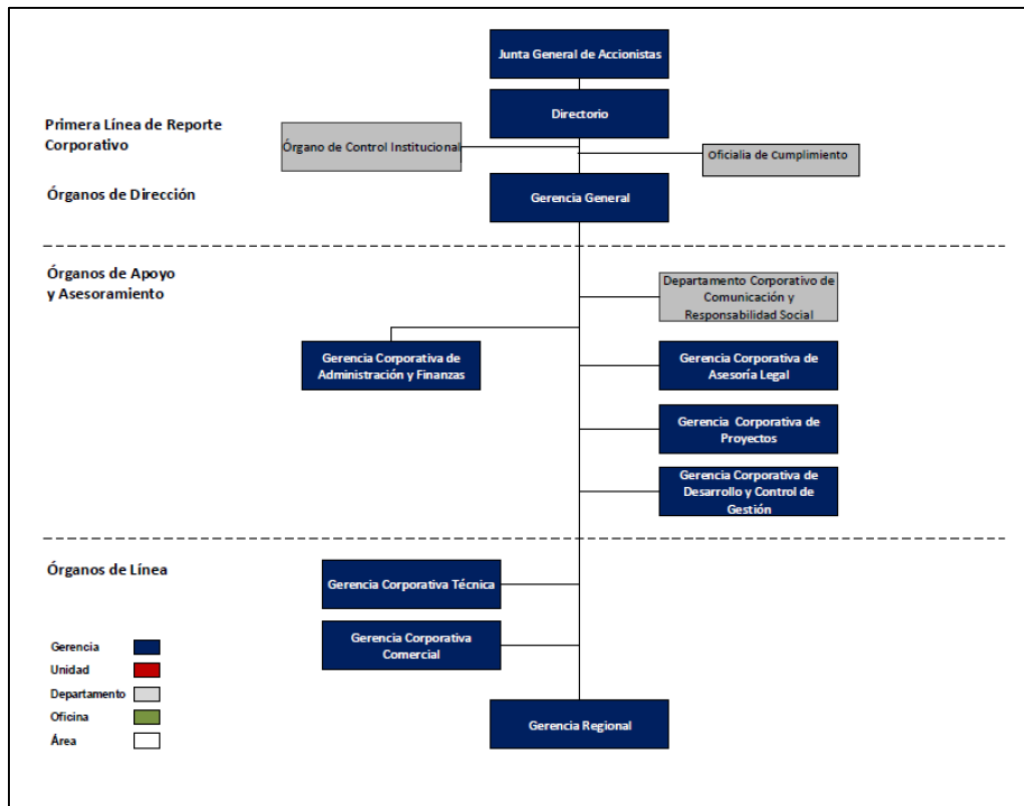 Junta General de Accionistas
Directorio
Primera Línea de Reporte
Corporativo
Órgano de Control Institucional
Oficialia de Cumplimiento
Órganos de Dirección
Gerencia General
Órganos de Apoyo
y Asesoramiento
Departamento Corporativo de
Comunicación y
Responsabilidad Social
Gerencia Corporativa de
Administración y Finanzas
Gerencia Corporativa de
Asesoría Legal
Gerencia Corporativa de
Proyectos
Gerencia Corporativa de
Desarrollo y Control de
Gestión
Órganos de Línea
Gerencia Corporativa Técnica
Gerencia Corporativa
Comercial
Gerencia Regional
Gerencia
Unidad
Departamento
Oficina
Área